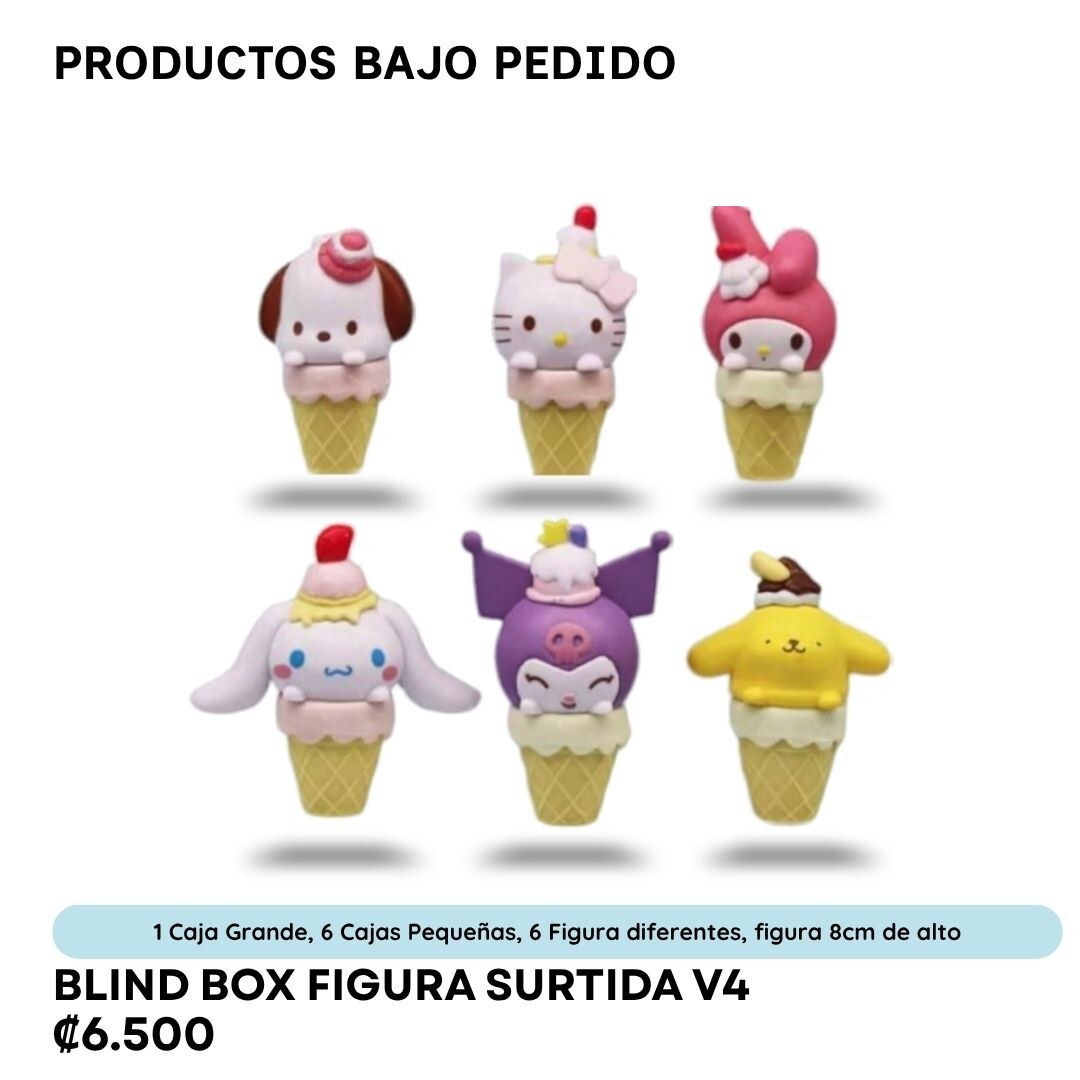 PRODUCTOS BAJO PEDIDO
1 Caja Grande, 6 Cajas Pequeñas, 6 Figura diferentes, figura 8cm de alto
BLIND BOX FIGURA SURTIDA V4
₡6.500